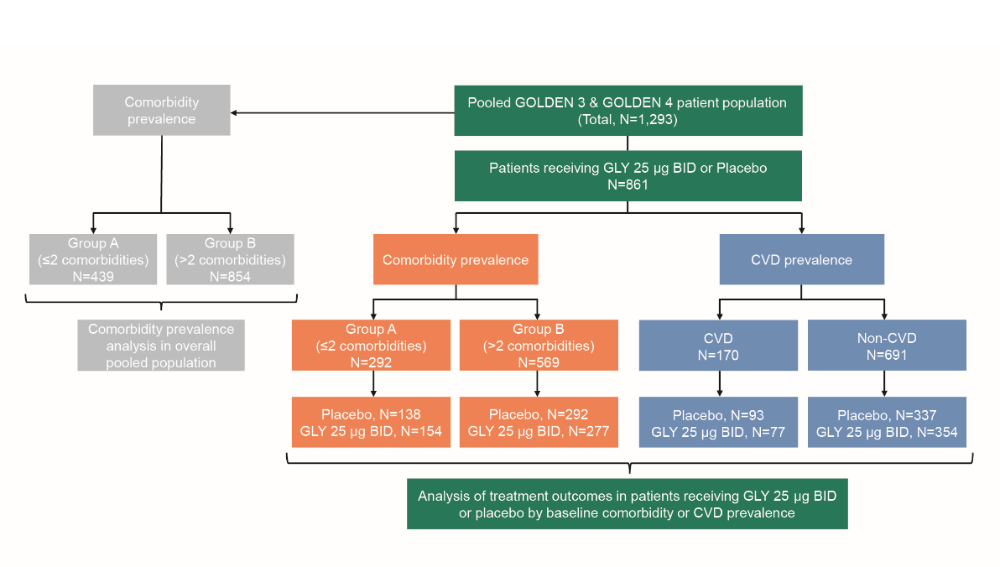 Comorbidity
prevalence
Pooled GOLDEN 3 & GOLDEN 4 patient population
(Total, N=1,293)
Patients receiving GLY 25 µg BID or Placebo
N=861
Group A
(≤2 comorbidities)
N=439
Group B
(>2 comorbidities)
N=854
Comorbidity prevalence
CVD prevalence
Comorbidity prevalence
analysis in overall
pooled population
Group A
(≤2 comorbidities)
N=292
Group B
(>2 comorbidities)
N=569
CVD
N=170
Non-CVD
N=691
Placebo, N=138
GLY 25 µg BID, N=154
Placebo, N=292
GLY 25 µg BID, N=277
Placebo, N=93
GLY 25 µg BID, N=77
Placebo, N=337
GLY 25 µg BID, N=354
Analysis of treatment outcomes in patients receiving GLY 25 µg BID
or placebo by baseline comorbidity or CVD prevalence